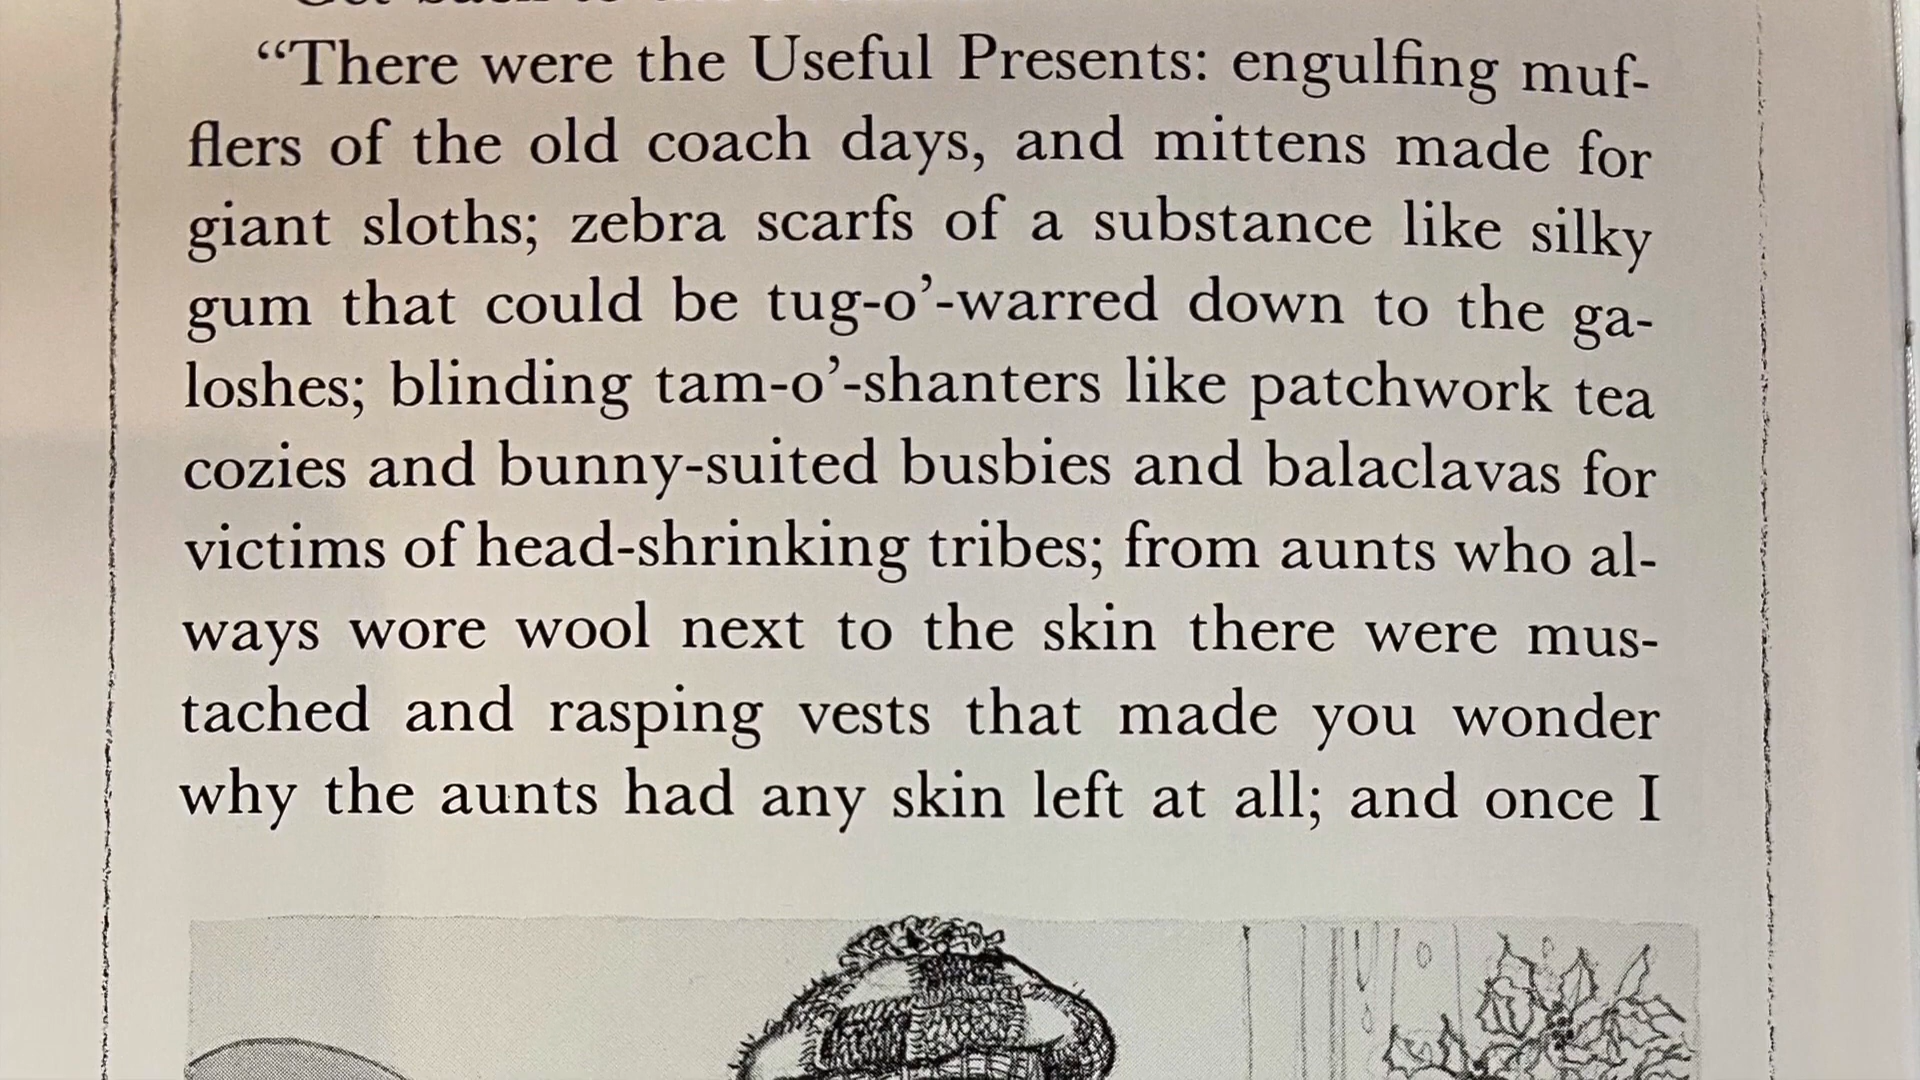 “There were the Useful Presents: engulfing muf-
flers of the old coach days, and mittens made for
giant sloths; zebra scarfs of a substance like silky
gum that could be tug-o’-warred down to the ga-
loshes; blinding tam-o’-shanters like patchwork tea
cozies and bunny-suited busbies and balaclavas for
victims of head-shrinking tribes; from aunts who al-
ways wore wool next to the skin there were mus-
tached and rasping vests that made you wonder
why the aunts had any skin left at all; and once I